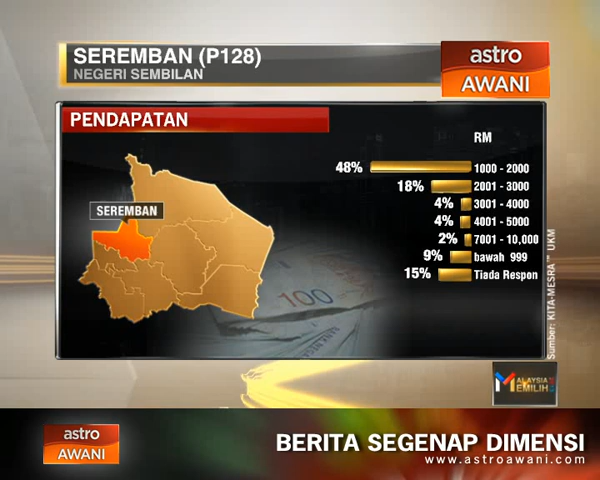 SEREMBAN (P128)
NEGERI SEMBILAN
astro
AWANI
PENDAPATAN
RM
SEREMBAN
48% 1000 - 2000
18% 2001 - 3000
4% 3001 - 4000
4% 4001 - 5000
2% 7001 - 10,000
9% bawah 999
15% Tiada Respon
100
Sumber: KITA-MESRA™ UKM
MALAYSIA
MEMILIH
astro
AWANI
BERITA SEGENAP DIMENSI
www.astroawani.com